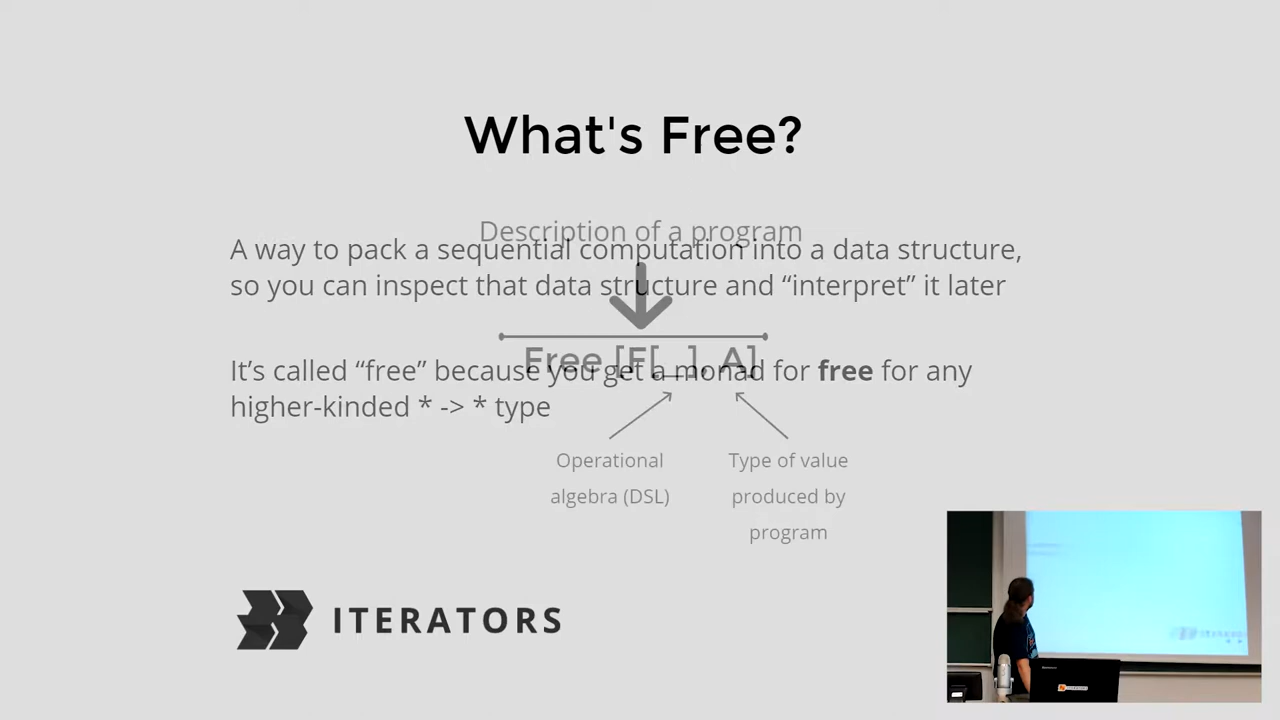 What's Free?
Description of a program
A way to pack a sequential computation into a data structure,
so you can inspect that data structure and “interpret” it later
Free [F[_], A]
It’s called “free” because you get a monad for free for any
higher-kinded * -> * type
Operational
algebra (DSL)
Type of value
produced by
program
ITERATORS
ITERATORS